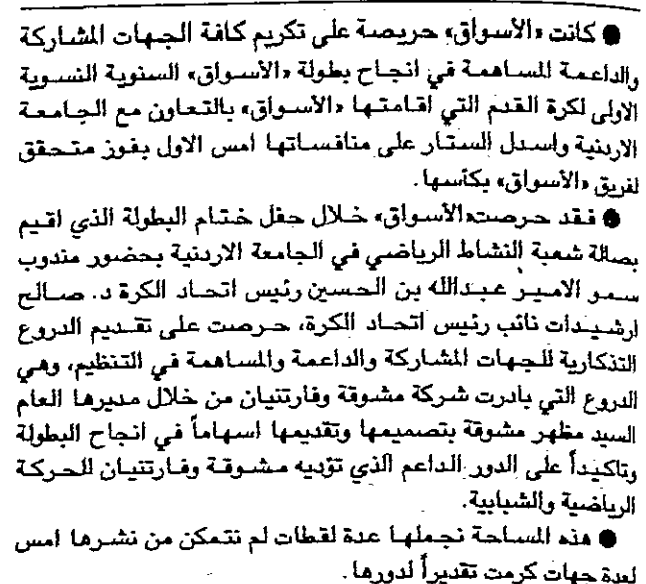 ● كانت «الأسواق» حريصة على تكريم كافة الجهات المشاركة
والداعمة للمساهمة في انجاح بطولة «الأسواق» السنوية النسوية
الاولى لكرة القدم التي اقامتها «الأسواق» بالتعاون مع الجامعة
الاردنية واسدل الستار على منافساتها امس الاول بفوز متحقق
لفريق «الأسواق» بكأسها.
● فقد حرصت«الأسواق» خلال حفل ختام البطولة الذي اقيم
بصالة شعبة النشاط الرياضي في الجامعة الاردنية بحضور مندوب
سمو الامير عبدالله بن الحسين رئيس اتحاد الكرة د. صالح
ارشيدات نائب رئيس اتحاد الكرة، حرصت على تقديم الدروع
التذكارية للجهات المشاركة والداعمة والمساهمة في التنظيم، وهي
الدروع التي بادرت شركة مشوقة وفارتنيان من خلال مديرها العام
السيد مظهر مشوقة بتصميمها وتقديمها اسهاماً في انجاح البطولة
وتاكيداً على الدور الداعم الذي تؤديه مشوقة وفارتنيان للحركة
الرياضية والشبابية.
● هذه المساحة نجملها عدة لقطات لم نتمكن من نشرها امس
لعدة جهات كرمت تقديراً لدورها.